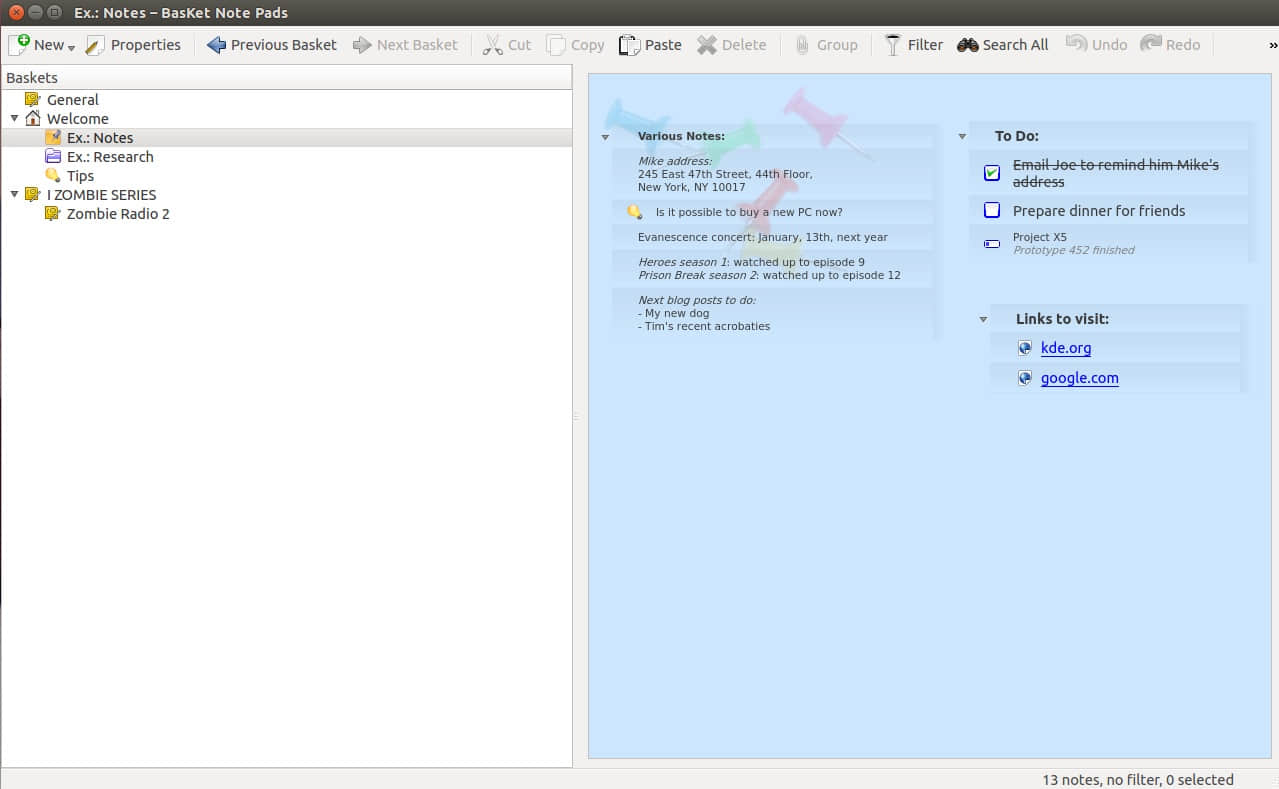 Ex.: Notes – BasKet Note Pads
New Properties Previous Basket Next Basket Cut Copy Paste Delete Group Filter Search All Undo Redo »
Baskets
General
Welcome
Ex.: Notes
Ex.: Research
Tips
I ZOMBIE SERIES
Zombie Radio 2
Various Notes:
Mike address:
245 East 47th Street, 44th Floor,
New York, NY 10017
Is it possible to buy a new PC now?
Evanescence concert: January, 13th, next year
Heroes season 1: watched up to episode 9
Prison Break season 2: watched up to episode 12
Next blog posts to do:
- My new dog
- Tim's recent acrobaties
To Do:
Email Joe to remind him Mike's
address
Prepare dinner for friends
Project X5
Prototype 452 finished
Links to visit:
kde.org
google.com
13 notes, no filter, 0 selected